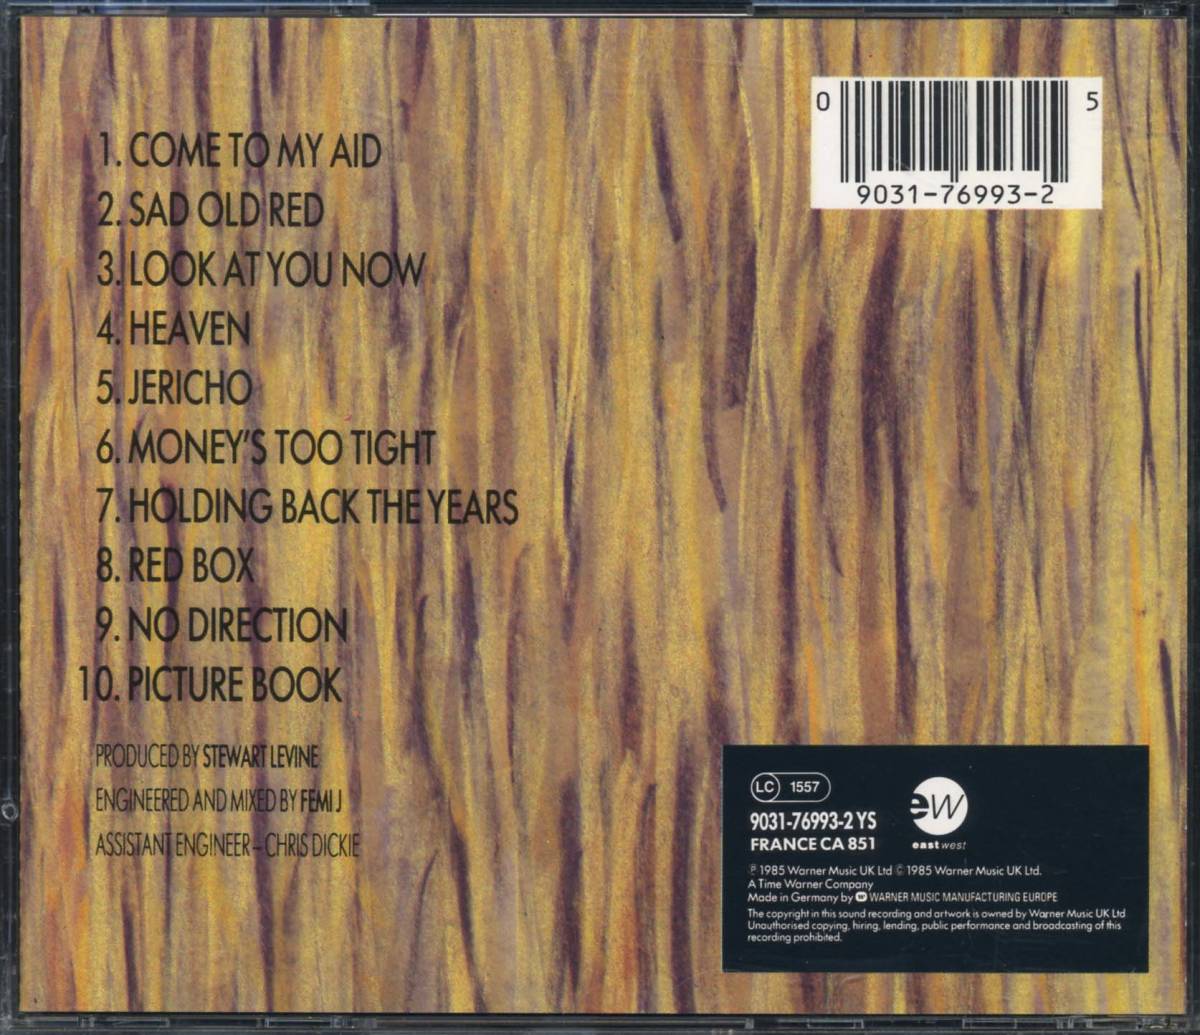 1. COME TO MY AID
2. SAD OLD RED
3. LOOK AT YOU NOW
4. HEAVEN
5. JERICHO
6. MONEY'S TOO TIGHT
7. HOLDING BACK THE YEARS
8. RED BOX
9. NO DIRECTION
10. PICTURE BOOK
PRODUCED BY STEWART LEVINE
ENGINEERED AND MIXED BY FEMI J
ASSISTANT ENGINEER – CHRIS DICKIE
0 5
9031-76993-2
LC 1557
9031-76993-2 YS
FRANCE CA 851
ew
eastwest
℗ 1985 Warner Music UK Ltd © 1985 Warner Music UK Ltd.
A Time Warner Company
Made in Germany by WARNER MUSIC MANUFACTURING EUROPE
The copyright in this sound recording and artwork is owned by Warner Music UK Ltd
Unauthorised copying, hiring, lending, public performance and broadcasting of this
recording prohibited.